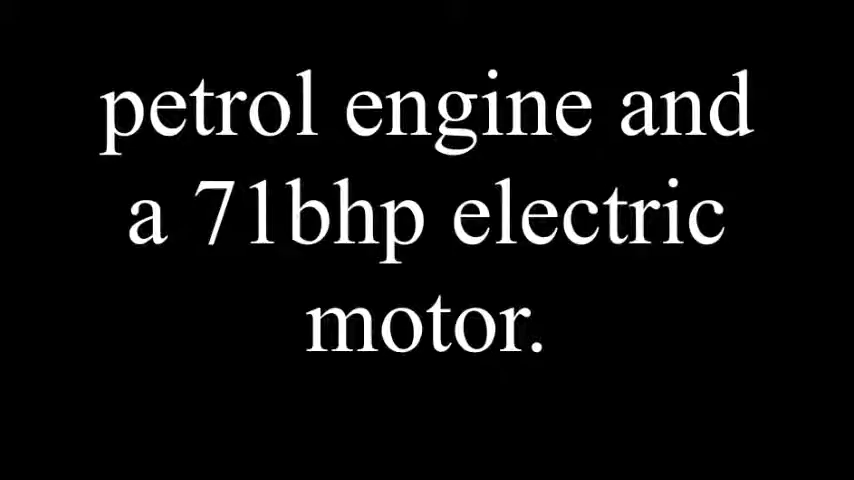 petrol engine and
a 71bhp electric
motor.